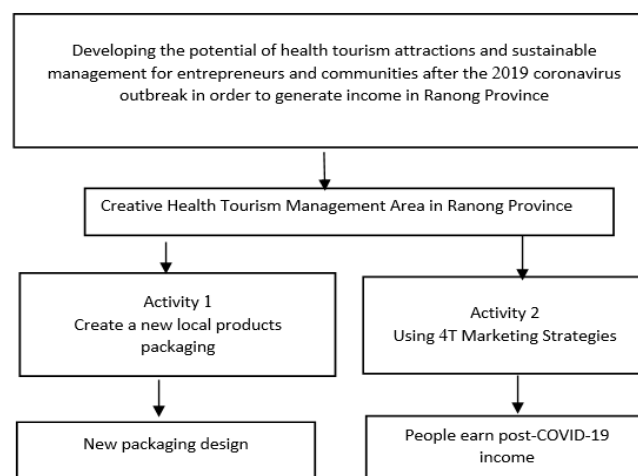 Developing the potential of health tourism attractions and sustainable
management for entrepreneurs and communities after the 2019 coronavirus
outbreak in order to generate income in Ranong Province
Creative Health Tourism Management Area in Ranong Province
Activity 1
Create a new local products
packaging
Activity 2
Using 4T Marketing Strategies
New packaging design
People earn post-COVID-19
income